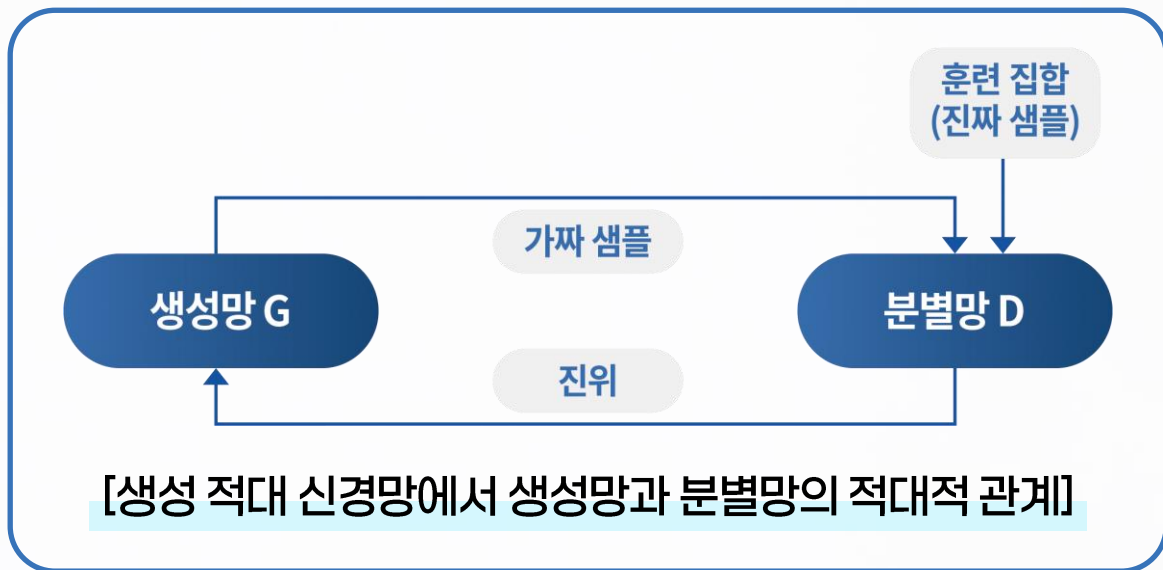 훈련 집합
(진짜 샘플)
가짜 샘플
생성망 G
분별망 D
진위
[생성 적대 신경망에서 생성망과 분별망의 적대적 관계]